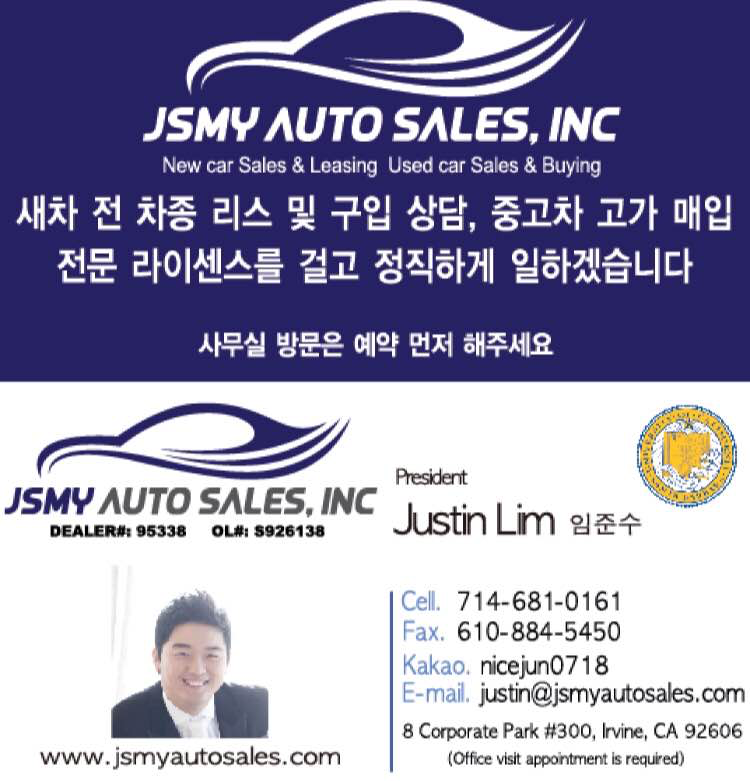 JSMY AUTO SALES, INC
New car Sales & Leasing Used car Sales & Buying
새차 전 차종 리스 및 구입 상담, 중고차 고가 매입
전문 라이센스를 걸고 정직하게 일하겠습니다
사무실 방문은 예약 먼저 해주세요
JSMY AUTO SALES, INC
DEALER#: 95338 OL#: S926138
President
Justin Lim 임준수
Cell. 714-681-0161
Fax. 610-884-5450
Kakao. nicejun0718
E-mail. justin@jsmyautosales.com
8 Corporate Park #300, Irvine, CA 92606
(Office visit appointment is required)
www.jsmyautosales.com